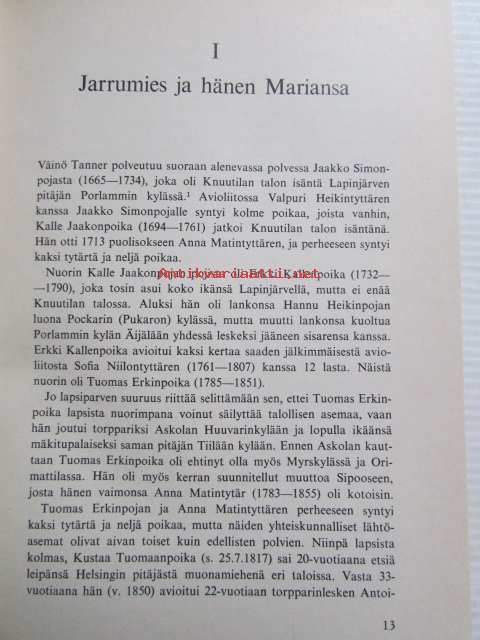 I
Jarrumies ja hänen Mariansa
Väinö Tanner polveutuu suoraan alenevassa polvessa Jaakko Simon-
pojasta (1665—1734), joka oli Knuutilan talon isäntä Lapinjärven
pitäjän Porlammin kylässä.¹ Avioliitossa Valpuri Heikintyttären
kanssa Jaakko Simonpojalle syntyi kolme poikaa, joista vanhin,
Kalle Jaakonpoika (1694—1761) jatkoi Knuutilan talon isäntänä.
Hän otti 1713 puolisokseen Anna Matintyttären, ja perheeseen syntyi
kaksi tytärtä ja neljä poikaa.
Nuorin Kalle Jaakonpojan pojista oli Erkki Kallenpoika (1732—
—1790), joka tosin asui koko ikänsä Lapinjärvellä, mutta ei enää
Knuutilan talossa. Aluksi hän oli lankonsa Hannu Heikinpojan
luona Pockarin (Pukaron) kylässä, mutta muutti lankonsa kuoltua
Porlammin kylän Äijälään yhdessä leskeksi jääneen sisarensa kanssa.
Erkki Kallenpoika avioitui kaksi kertaa saaden jälkimmäisestä avio-
liitosta Sofia Niilontyttären (1761—1807) kanssa 12 lasta. Näistä
nuorin oli Tuomas Erkinpoika (1785—1851).
Jo lapsiparven suuruus riittää selittämään sen, ettei Tuomas Erkin-
poika lapsista nuorimpana voinut säilyttää talollisen asemaa, vaan
hän joutui torppariksi Askolan Huuvarinkylään ja lopulla ikäänsä
mäkitupalaiseksi saman pitäjän Tiilään kylään. Ennen Askolan kaut-
taan Tuomas Erkinpoika oli ehtinyt olla myös Myrskylässä ja Ori-
mattilassa. Hän oli myös kerran suunnitellut muuttoa Sipooseen,
josta hänen vaimonsa Anna Matintytär (1783—1855) oli kotoisin.
Tuomas Erkinpojan ja Anna Matintyttären perheeseen syntyi
kaksi tytärtä ja neljä poikaa, mutta näiden yhteiskunnalliset lähtö-
asemat olivat aivan toiset kuin edellisten polvien. Niinpä lapsista
kolmas, Kustaa Tuomaanpoika (s. 25.7.1817) sai 20-vuotiaana etsiä
leipänsä Helsingin pitäjästä muonamiehenä eri taloissa. Vasta 33-
vuotiaana hän (v. 1850) avioitui 22-vuotiaan torpparinlesken Antoi-
13